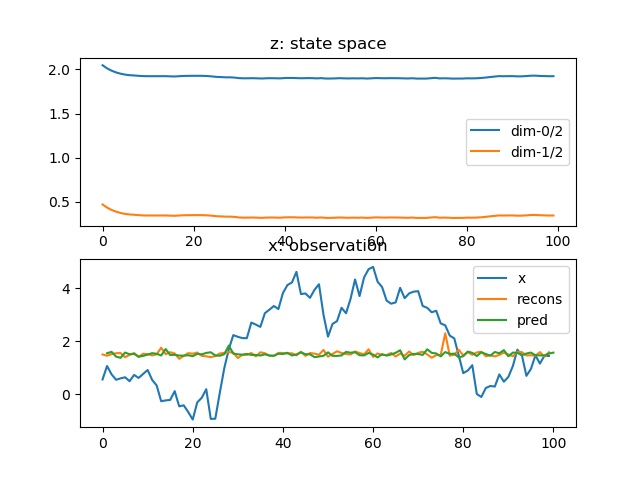 z: state space
2.0
1.5
1.0
0.5
dim-0/2
dim-1/2
0 20 40 60 80 100
x: observation
4
2
0
x
recons
pred
0 20 40 60 80 100